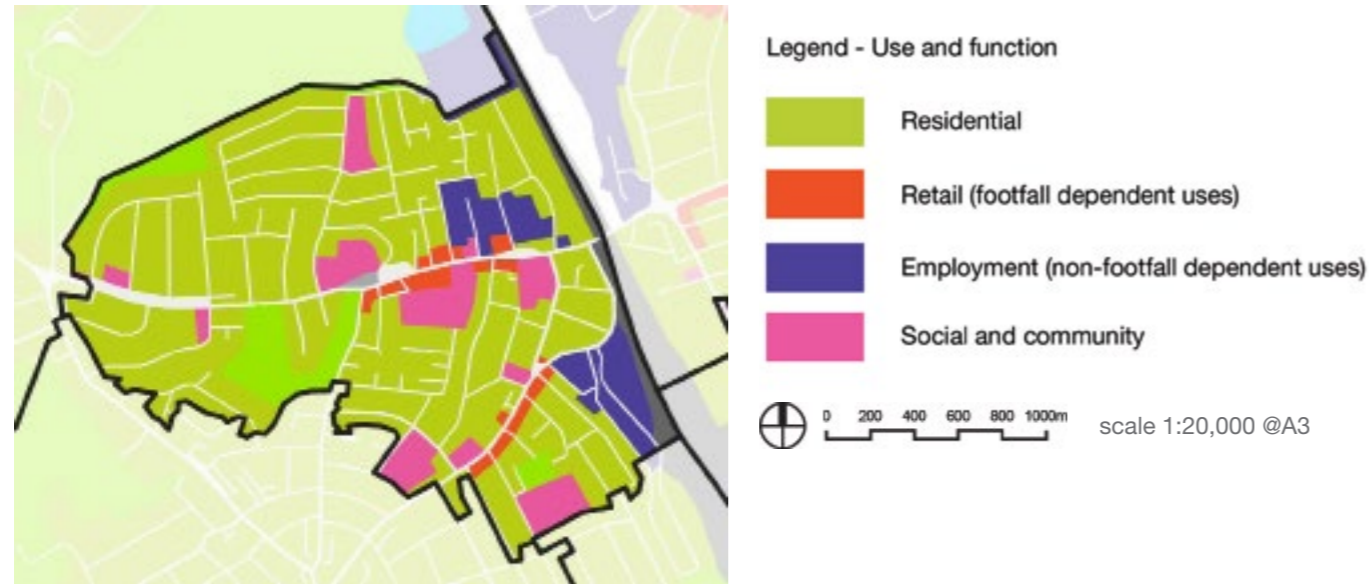 Legend - Use and function
Residential
Retail (footfall dependent uses)
Employment (non-footfall dependent uses)
Social and community
0 200 400 600 800 1000m
scale 1:20,000 @A3